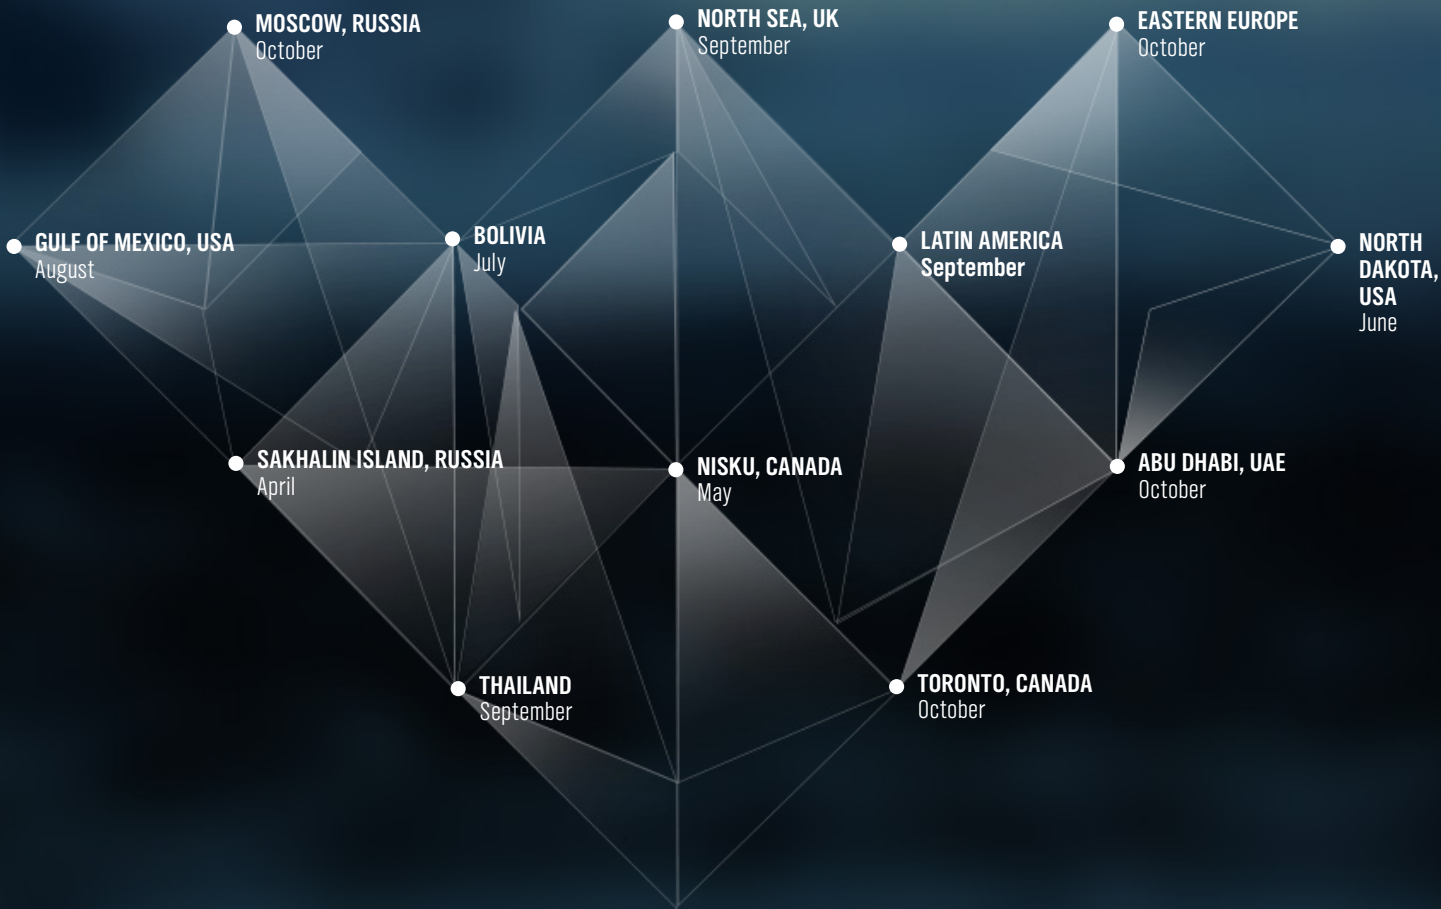 MOSCOW, RUSSIA
October
NORTH SEA, UK
September
EASTERN EUROPE
October
GULF OF MEXICO, USA
August
BOLIVIA
July
LATIN AMERICA
September
NORTH
DAKOTA,
USA
June
SAKHALIN ISLAND, RUSSIA
April
NISKU, CANADA
May
ABU DHABI, UAE
October
THAILAND
September
TORONTO, CANADA
October